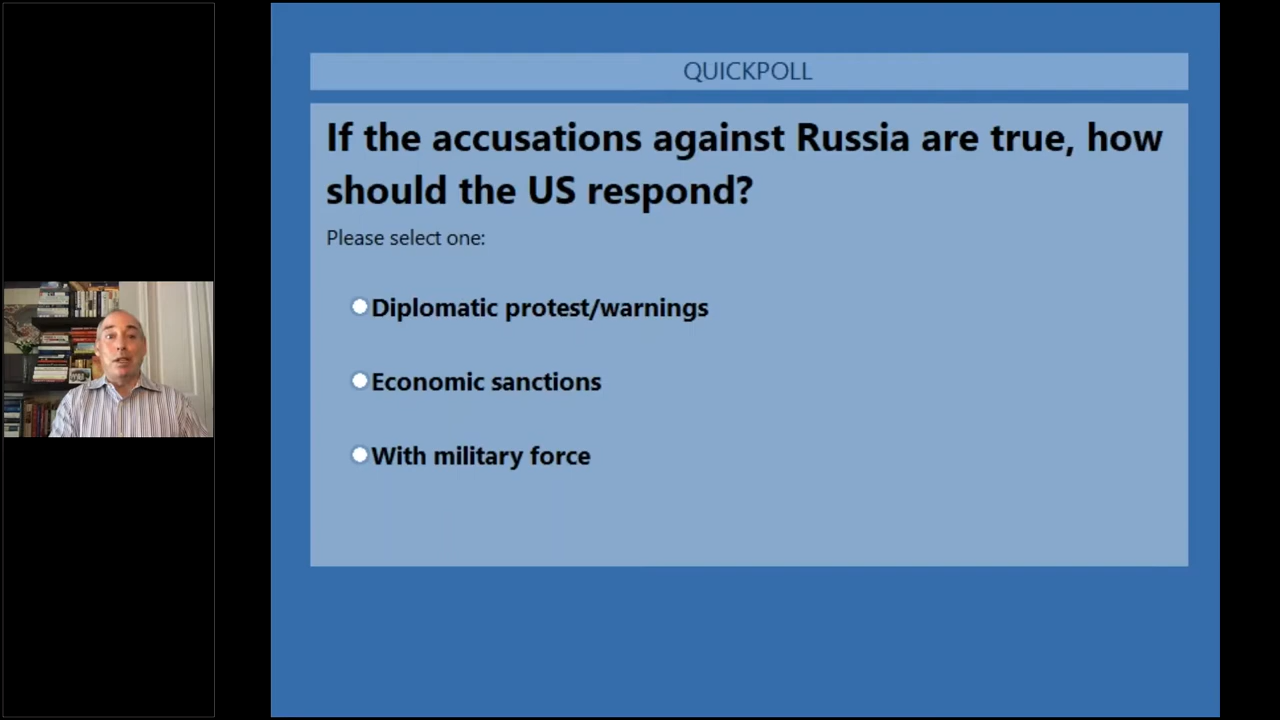 QUICKPOLL
If the accusations against Russia are true, how
should the US respond?
Please select one:
Diplomatic protest/warnings
Economic sanctions
With military force